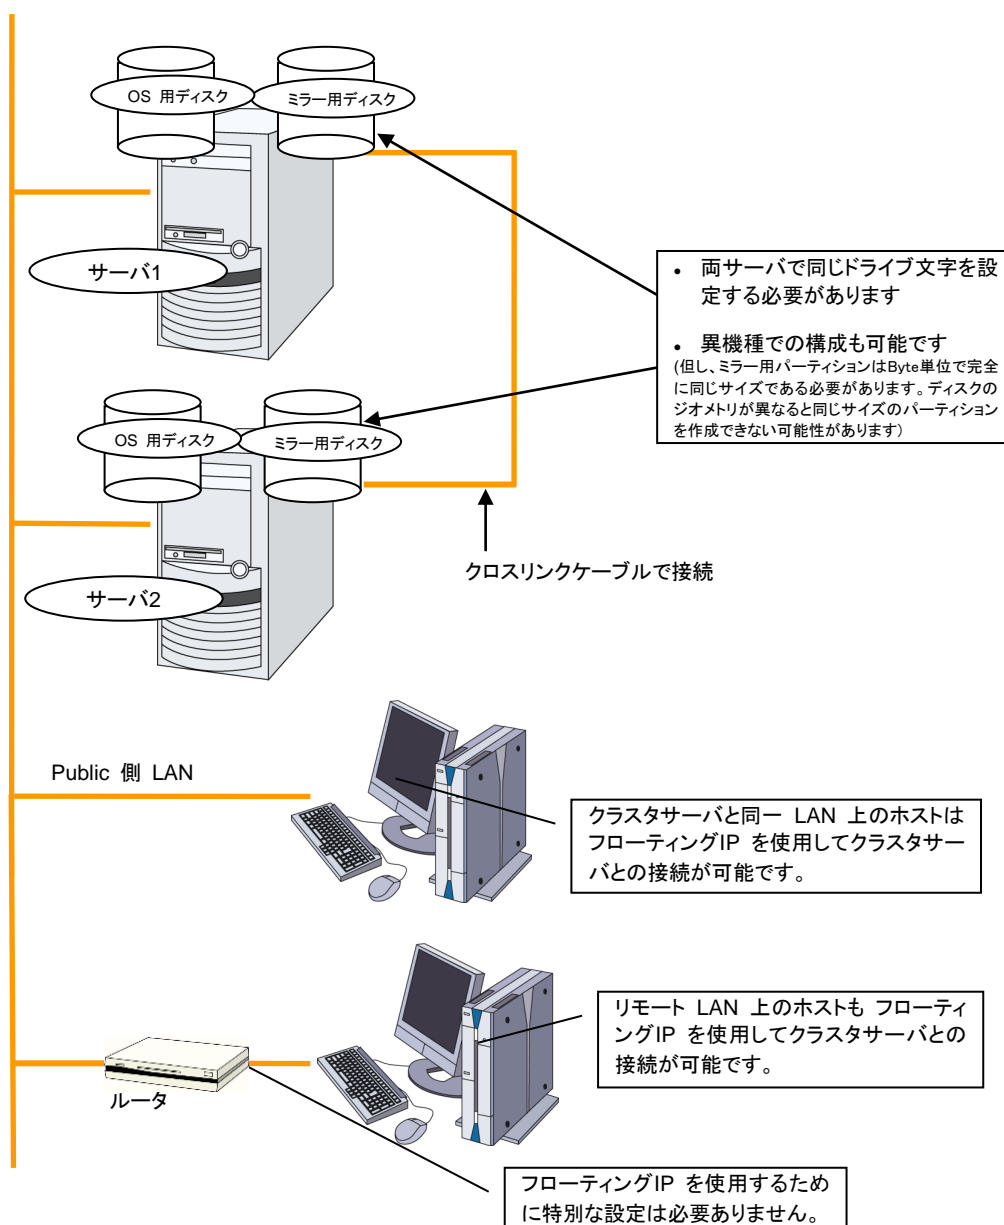 OS 用ディスク
ミラー用ディスク
サーバ1
• 両サーバで同じドライブ文字を設
定する必要があります
• 異機種での構成も可能です
(但し、ミラー用パーティションはByte単位で完全
に同じサイズである必要があります。ディスクの
ジオメトリが異なると同じサイズのパーティション
を作成できない可能性があります)
OS 用ディスク
ミラー用ディスク
クロスリンクケーブルで接続
サーバ2
Public 側 LAN
クラスタサーバと同一 LAN 上のホストは
フローティングIP を使用してクラスタサー
バとの接続が可能です。
リモート LAN 上のホストも フローティ
ングIP を使用してクラスタサーバとの
接続が可能です。
ルータ
フローティングIP を使用するため
に特別な設定は必要ありません。